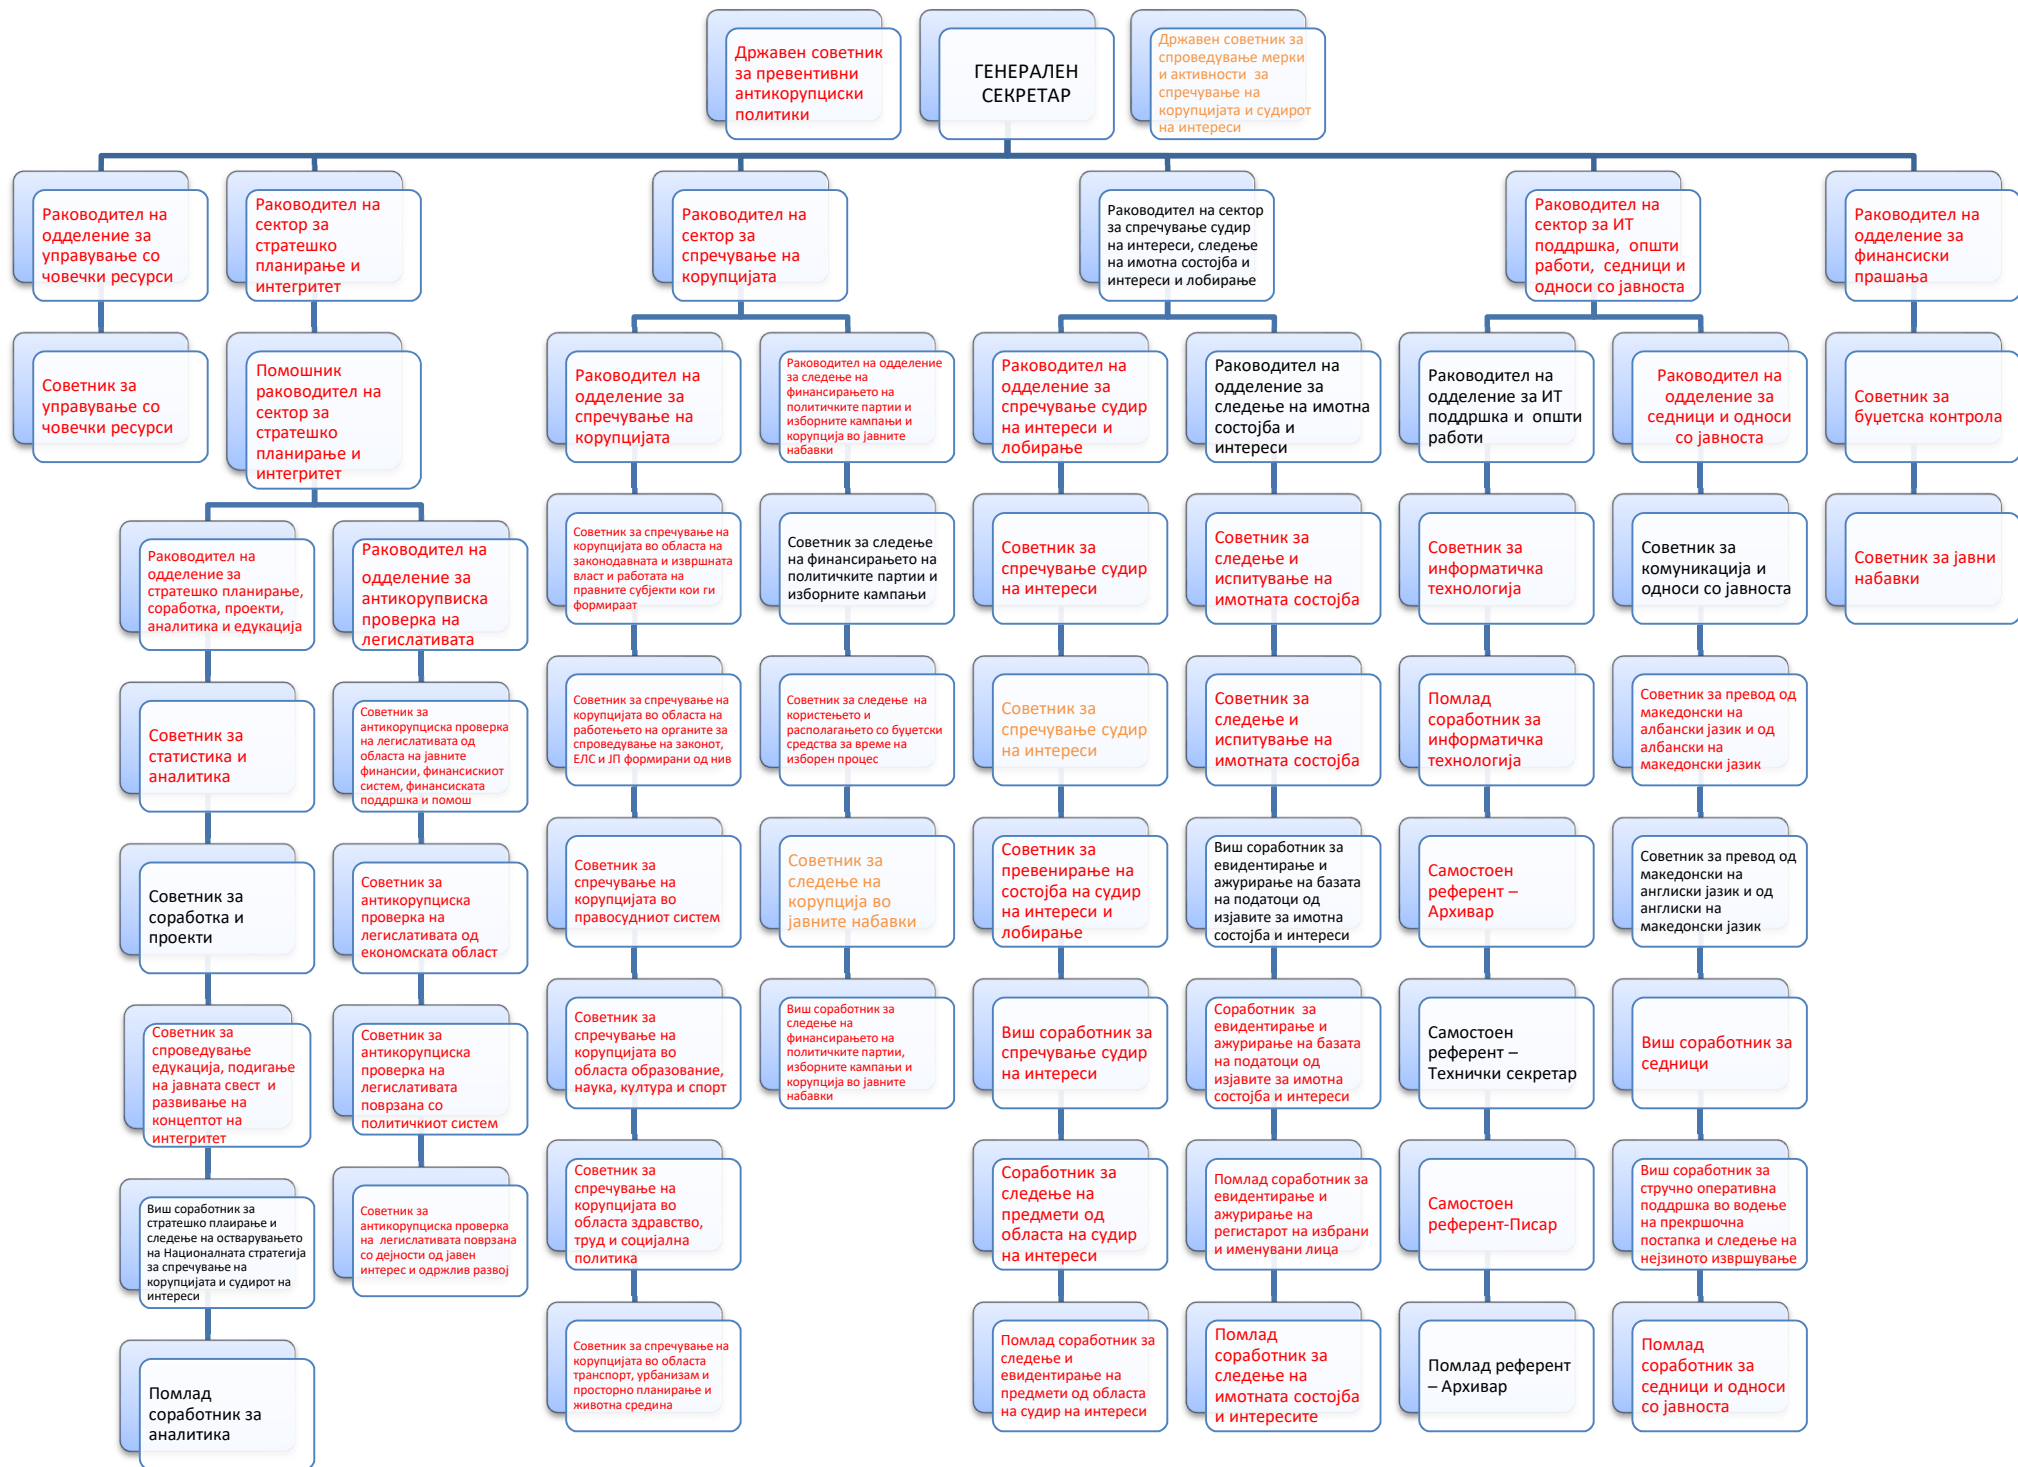 Државен советник
за превентивни
антикорупциски
политики
ГЕНЕРАЛЕН
СЕКРЕТАР
Државен советник за
спроведување мерки
и активности за
спречување на
корупцијата и судирот
на интереси
Раководител на
одделение за
управување со
човечки ресурси
Раководител на
сектор за
стратешко
планирање и
интегритет
Раководител на
сектор за
спречување на
корупцијата
Раководител на сектор
за спречување судир
на интереси, следење
на имотна состојба и
интереси и лобирање
Раководител на
сектор за ИТ
поддршка, општи
работи, седници и
односи со јавноста
Раководител на
одделение за
финансиски
прашања
Советник за
управување со
човечки ресурси
Помошник
раководител на
сектор за
стратешко
планирање и
интегритет
Раководител на
одделение за
спречување на
корупцијата
Раководител на одделение
за следење на
финансирањето на
политичките партии и
изборните кампањи и
корупција во јавните
набавки
Раководител на
одделение за
спречување судир
на интереси и
лобирање
Раководител на
одделение за
следење на имотна
состојба и
интереси
Раководител на
одделение за ИТ
поддршка и општи
работи
Раководител на
одделение за
седници и односи
со јавноста
Советник за
буџетска контрола
Раководител на
одделение за
стратешко планирање,
соработка, проекти,
аналитика и едукација
Раководител на
одделение за
антикорупвиска
проверка на
легислативата
Советник за спречување на
корупцијата во областа на
законодавната и извршната
власт и работата на
правните субјекти кои ги
формираат
Советник за следење
на финансирањето на
политичките партии и
изборните кампањи
Советник за
спречување судир
на интереси
Советник за
следење и
испитување на
имотната состојба
Советник за
информатичка
технологија
Советник за
комуникација и
односи со јавноста
Советник за јавни
набавки
Советник за
статистика и
аналитика
Советник за
антикорупциска проверка
на легислативата од
областа на јавните
финансии, финансискиот
систем, финансиската
поддршка и помош
Советник за спречување на
корупцијата во областа на
работењето на органите за
спроведување на законот,
ЕЛС и ЈП формирани од нив
Советник за следење на
користењето и
располагањето со буџетски
средства за време на
изборен процес
Советник за
спречување судир
на интереси
Советник за
следење и
испитување на
имотната состојба
Помлад
соработник за
информатичка
технологија
Советник за превод од
македонски на
албански јазик и од
албански на
македонски јазик
Советник за
соработка и
проекти
Советник за
антикорупциска
проверка на
легислативата од
економската област
Советник за
спречување на
корупцијата во
правосудниот систем
Советник за
следење на
корупција во
јавните набавки
Советник за
превенирање на
состојба на судир
на интереси и
лобирање
Виш соработник за
евидентирање и
ажурирање на базата
на податоци од
изјавите за имотна
состојба и интереси
Самостоен
референт –
Архивар
Советник за превод од
македонски на
англиски јазик и од
англиски на
македонски јазик
Советник за
спроведување
едукација, подигање
на јавната свест и
развивање на
концептот на
интегритет
Советник за
антикорупциска
проверка на
легислативата
поврзана со
политичкиот систем
Советник за
спречување на
корупцијата во
областа образование,
наука, култура и спорт
Виш соработник за
следење на
финансирањето на
политичките партии,
изборните кампањи и
корупција во јавните
набавки
Виш соработник за
спречување судир
на интереси
Соработник за
евидентирање и
ажурирање на базата
на податоци од
изјавите за имотна
состојба и интереси
Самостоен
референт –
Технички секретар
Виш соработник за
седници
Виш соработник за
стратешко плаирање и
следење на остварувањето
на Националната стратегија
за спречување на
корупцијата и судирот на
интереси
Советник за
антикорупциска проверка
на легислативата поврзана
со дејности од јавен
интерес и одржлив развој
Советник за
спречување на
корупцијата во
областа здравство,
труд и социјална
политика
Соработник за
следење на
предмети од
областа на судир
на интереси
Помлад соработник за
евидентирање и
ажурирање на
регистарот на избрани
и именувани лица
Самостоен
референт-Писар
Виш соработник за
стручно оперативна
поддршка во водење
на прекршочна
постапка и следење на
нејзиното извршување
Помлад
соработник за
аналитика
Советник за спречување на
корупцијата во областа
транспорт, урбанизам и
просторно планирање и
животна средина
Помлад соработник за
следење и
евидентирање на
предмети од областа
на судир на интереси
Помлад
соработник за
следење на
имотната состојба
и интересите
Помлад референт
– Архивар
Помлад
соработник за
седници и односи
со јавноста